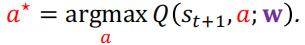 a* = argmax Q(s_{t+1}, a; w).
a